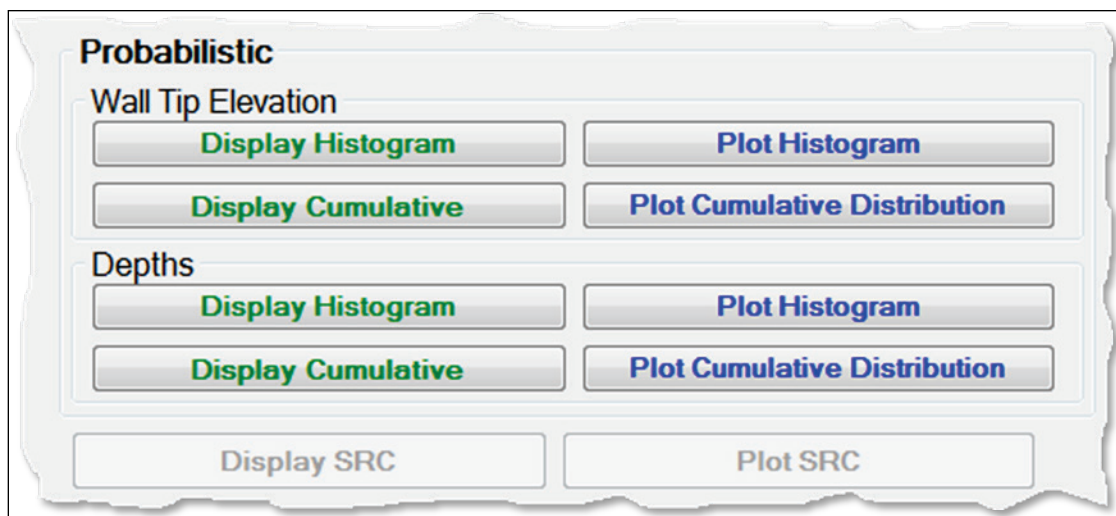 Probabilistic
Wall Tip Elevation
Display Histogram Plot Histogram
Display Cumulative Plot Cumulative Distribution
Depths
Display Histogram Plot Histogram
Display Cumulative Plot Cumulative Distribution
Display SRC Plot SRC